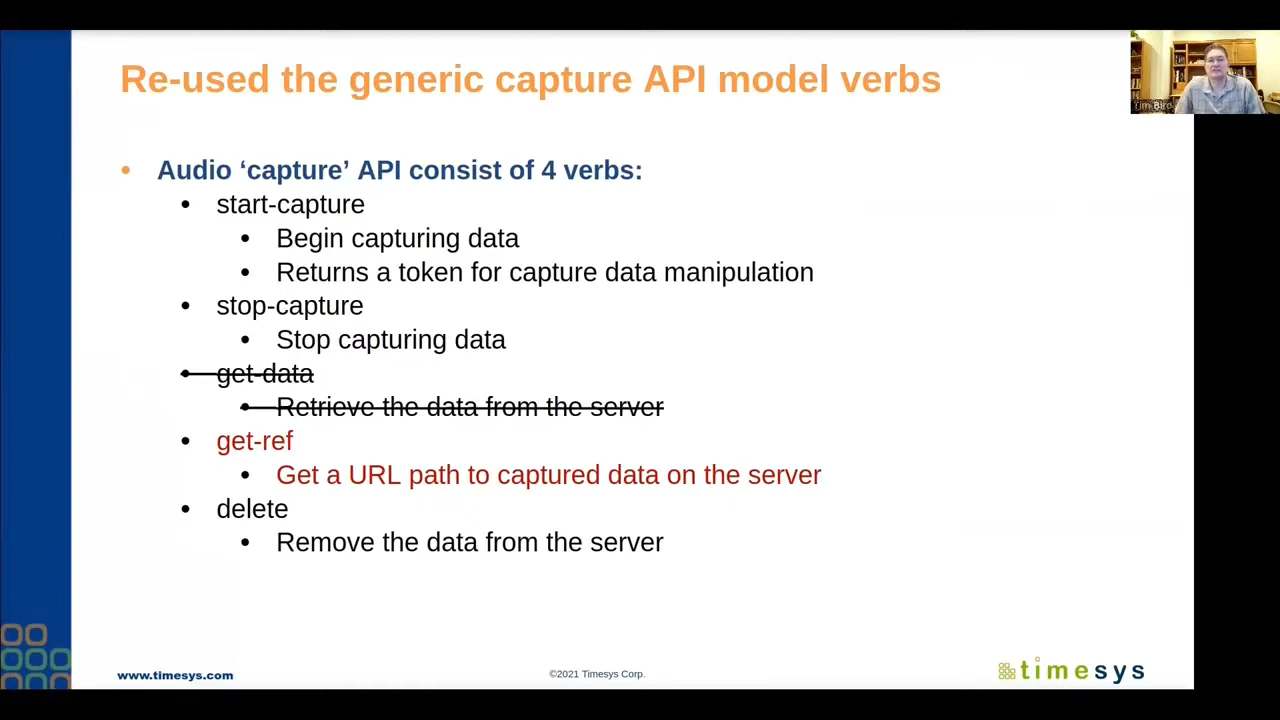 Re-used the generic capture API model verbs
Tim Bird
• Audio ‘capture’ API consist of 4 verbs:
• start-capture
• Begin capturing data
• Returns a token for capture data manipulation
• stop-capture
• Stop capturing data
• get-data
• Retrieve the data from the server
• get-ref
• Get a URL path to captured data on the server
• delete
• Remove the data from the server
www.timesys.com
©2021 Timesys Corp.
timesys